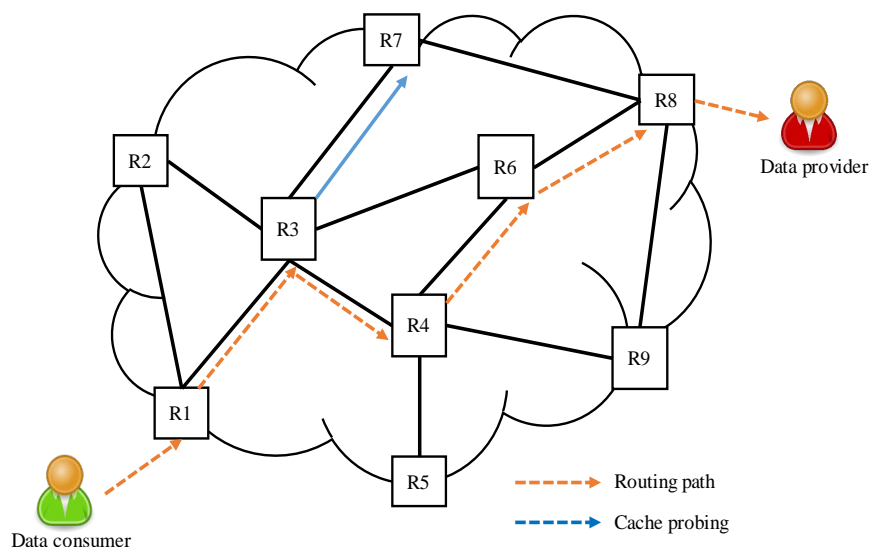 R7
R8
Data provider
R2
R6
R3
R4
R9
R1
R5
Routing path
Cache probing
Data consumer